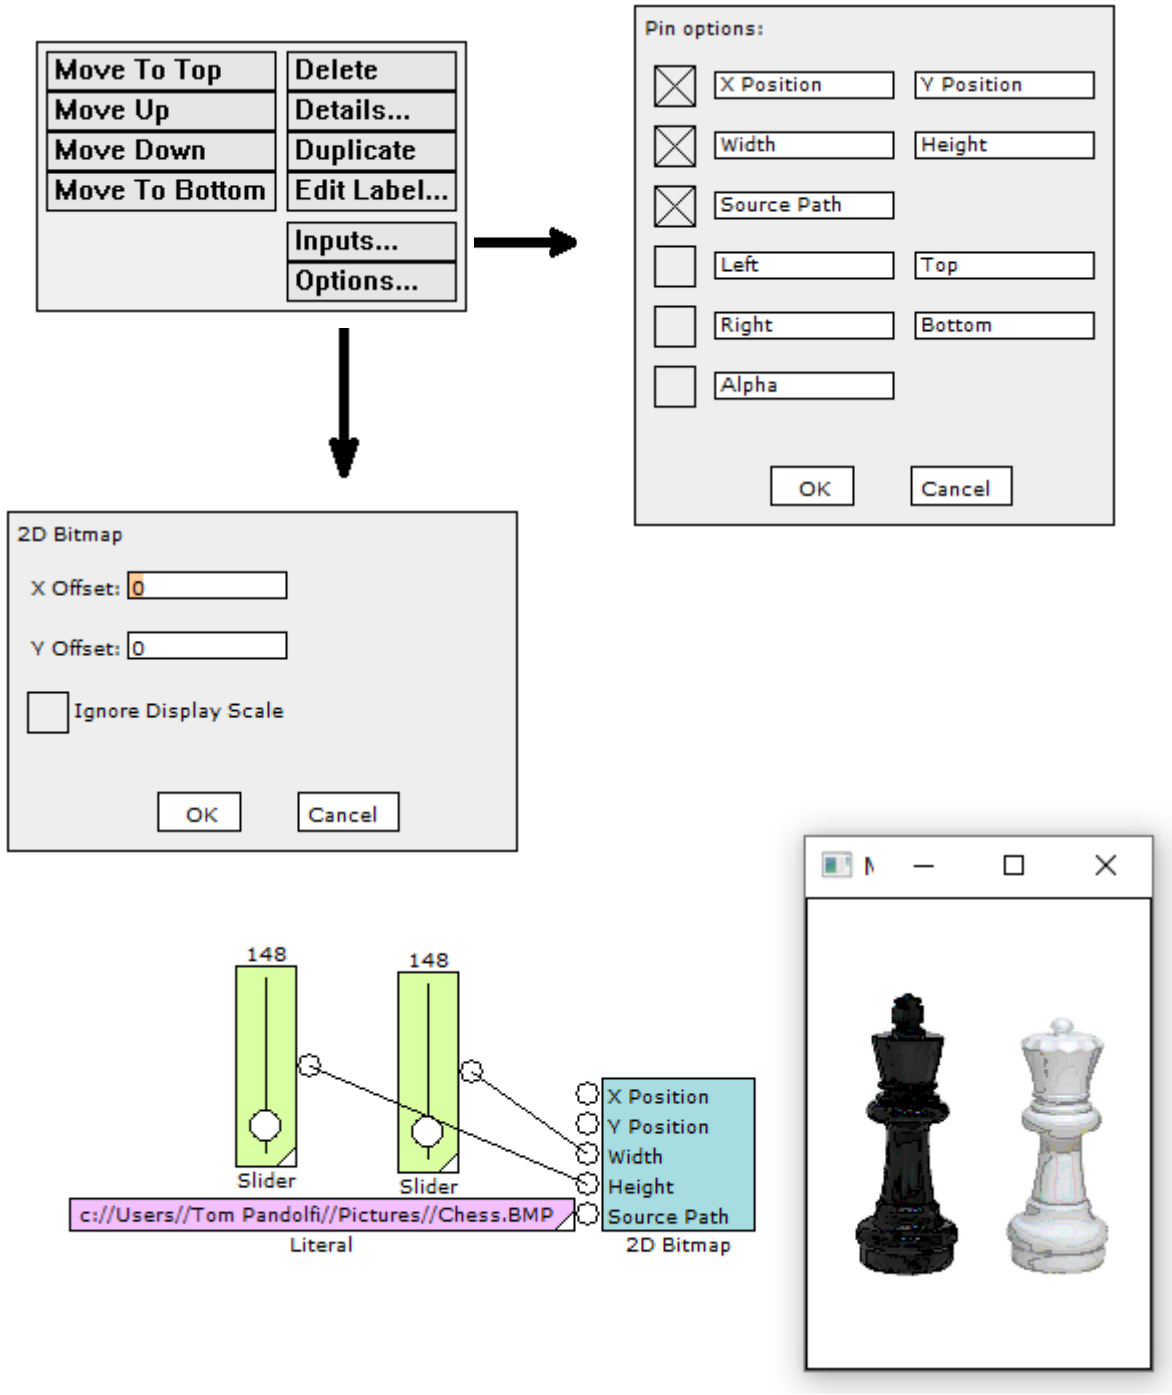 Move To Top
Move Up
Move Down
Move To Bottom
Delete
Details...
Duplicate
Edit Label...
Inputs...
Options...
Pin options:
X Position Y Position
Width Height
Source Path
Left Top
Right Bottom
Alpha
OK Cancel
2D Bitmap
X Offset: 0
Y Offset: 0
Ignore Display Scale
OK Cancel
148
Slider
148
Slider
c://Users//Tom Pandolfi//Pictures//Chess.BMP
Literal
X Position
Y Position
Width
Height
Source Path
2D Bitmap